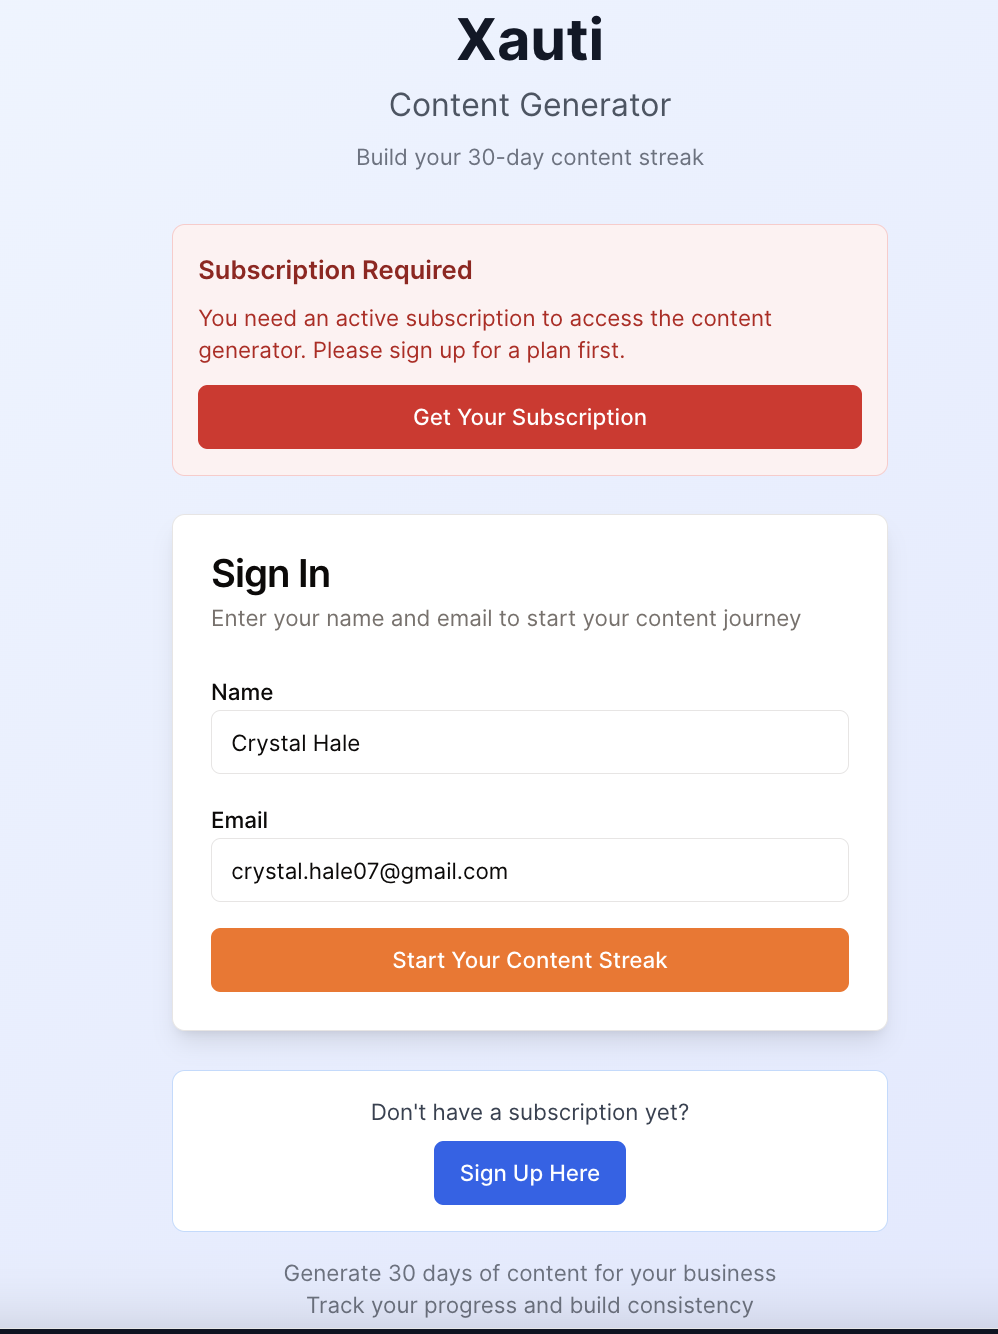 Xauti
Content Generator
Build your 30-day content streak
Subscription Required
You need an active subscription to access the content
generator. Please sign up for a plan first.
Get Your Subscription
Sign In
Enter your name and email to start your content journey
Name
Crystal Hale
Email
crystal.hale07@gmail.com
Start Your Content Streak
Don't have a subscription yet?
Sign Up Here
Generate 30 days of content for your business
Track your progress and build consistency